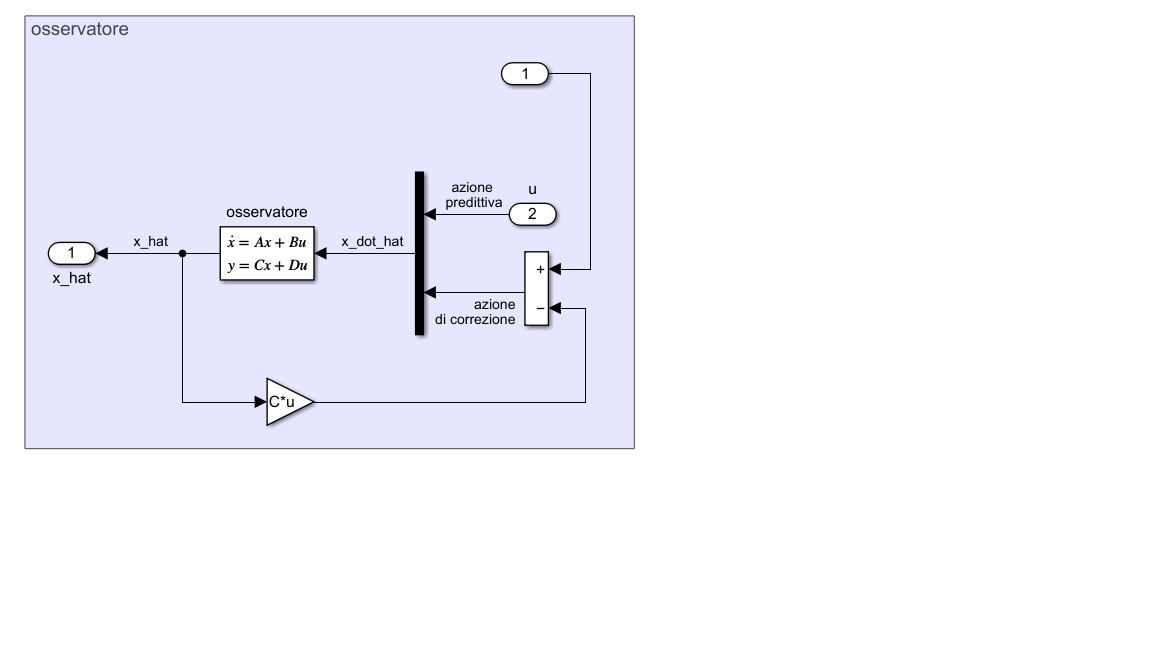 osservatore
1
azione
predittiva
u
2
osservatore
ẋ = Ax + Bu
y = Cx + Du
x_hat
x_dot_hat
1
x_hat
+
−
azione
di correzione
C*u